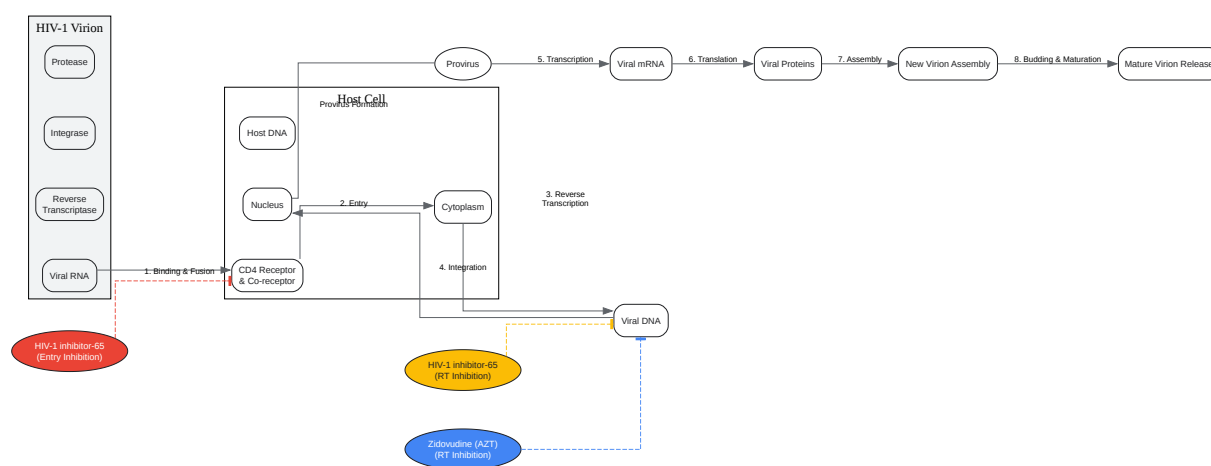 HIV-1 Virion
Protease
Integrase
Reverse
Transcriptase
Viral RNA
1. Binding & Fusion
Host Cell
Provirus Formation
Host DNA
Nucleus
2. Entry
Cytoplasm
CD4 Receptor
& Co-receptor
4. Integration
3. Reverse
Transcription
Provirus
5. Transcription
Viral mRNA
6. Translation
Viral Proteins
7. Assembly
New Virion Assembly
8. Budding & Maturation
Mature Virion Release
Viral DNA
HIV-1 inhibitor-65
(Entry Inhibition)
HIV-1 inhibitor-65
(RT Inhibition)
Zidovudine (AZT)
(RT Inhibition)